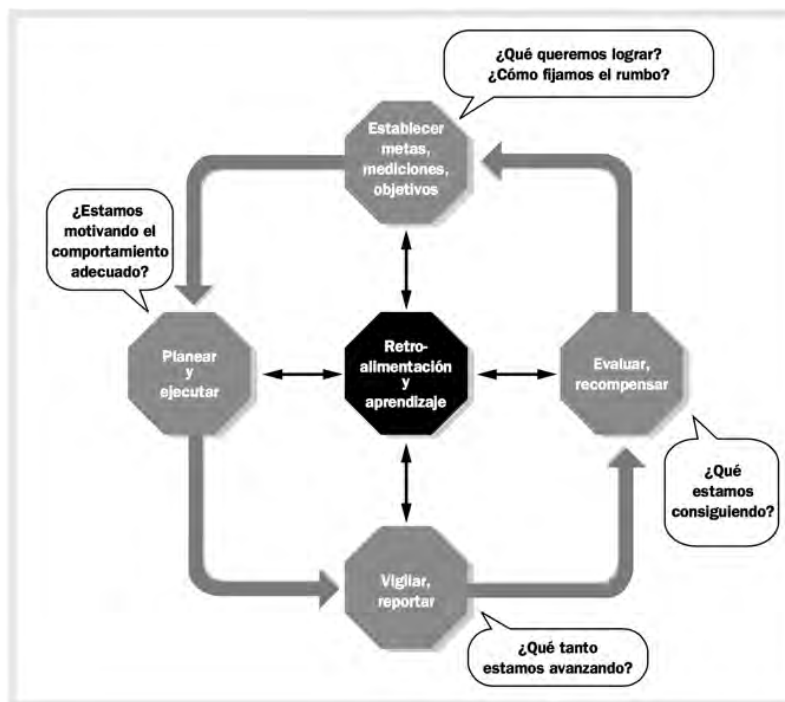 ¿Qué queremos lograr?
¿Cómo fijamos el rumbo?
Establecer
metas,
mediciones,
objetivos
¿Estamos
motivando el
comportamiento
adecuado?
Planear
y
ejecutar
Retro-
alimentación
y
aprendizaje
Evaluar,
recompensar
¿Qué
estamos
consiguiendo?
Vigliar,
reportar
¿Qué tanto
estamos avanzando?